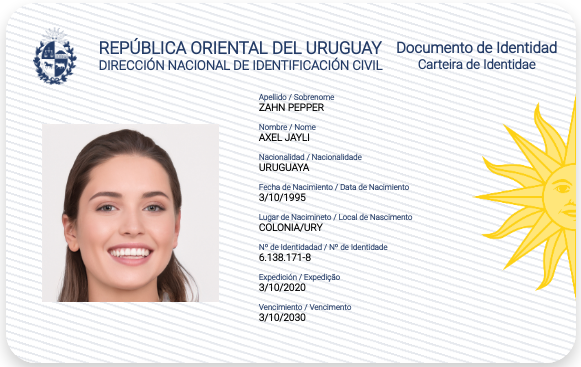 REPÚBLICA ORIENTAL DEL URUGUAY
DIRECCIÓN NACIONAL DE IDENTIFICACIÓN CIVIL
Documento de Identidad
Carteira de Identidae
Apellido / Sobrenome
ZAHN PEPPER
Nombre / Nome
AXEL JAYLI
Nacionalidad / Nacionalidade
URUGUAYA
Fecha de Nacimiento / Data de Nacimiento
3/10/1995
Lugar de Nacimineto / Local de Nascimento
COLONIA/URY
Nº de Identidadad / Nº de Identidade
6.138.171-8
Expedición / Expedição
3/10/2020
Vencimiento / Vencimento
3/10/2030